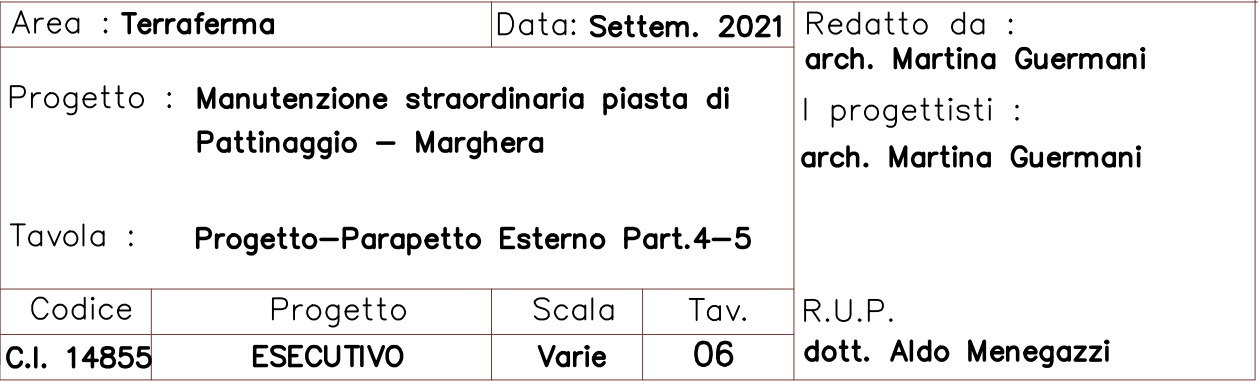 Area : Terraferma
Data: Settem. 2021
Progetto : Manutenzione straordinaria piasta di
Pattinaggio – Marghera
Tavola : Progetto–Parapetto Esterno Part.4–5
Codice Progetto Scala Tav.
C.I. 14855 ESECUTIVO Varie 06
Redatto da :
arch. Martina Guermani
I progettisti :
arch. Martina Guermani
R.U.P.
dott. Aldo Menegazzi